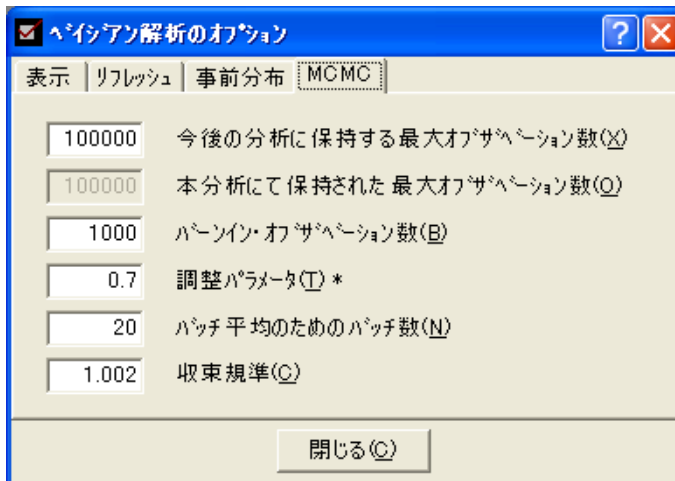 ﾍﾞｲｼﾞｱﾝ解析のｵﾌﾟｼｮﾝ
表示 ﾘﾌﾚｯｼｭ 事前分布 MCMC
100000 今後の分析に保持する最大ｵﾌﾞｻﾞﾍﾞｰｼｮﾝ数(X)
100000 本分析にて保持された最大ｵﾌﾞｻﾞﾍﾞｰｼｮﾝ数(O)
1000 ﾊﾞｰﾝｲﾝ･ｵﾌﾞｻﾞﾍﾞｰｼｮﾝ数(B)
0.7 調整ﾊﾟﾗﾒｰﾀ(T) *
20 ﾊﾞｯﾁ平均のためのﾊﾞｯﾁ数(N)
1.002 収束規準(C)
閉じる(C)